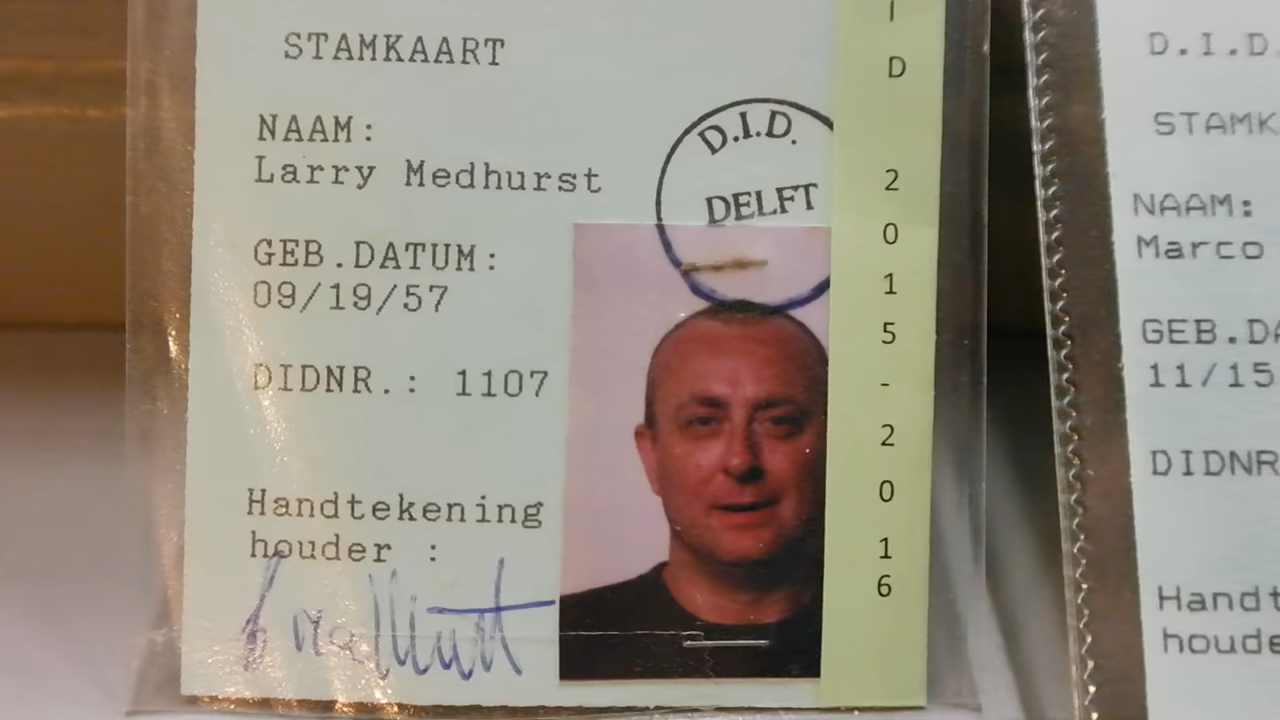 STAMKAART
NAAM:
Larry Medhurst
GEB.DATUM:
09/19/57
DIDNR.: 1107
Handtekening
houder :
D.I.D.
DELFT
I
D
2
0
1
5
-
2
0
1
6
D.I.D.
STAMK
NAAM:
Marco
GEB.DA
11/15
DIDNR
Handt
houde